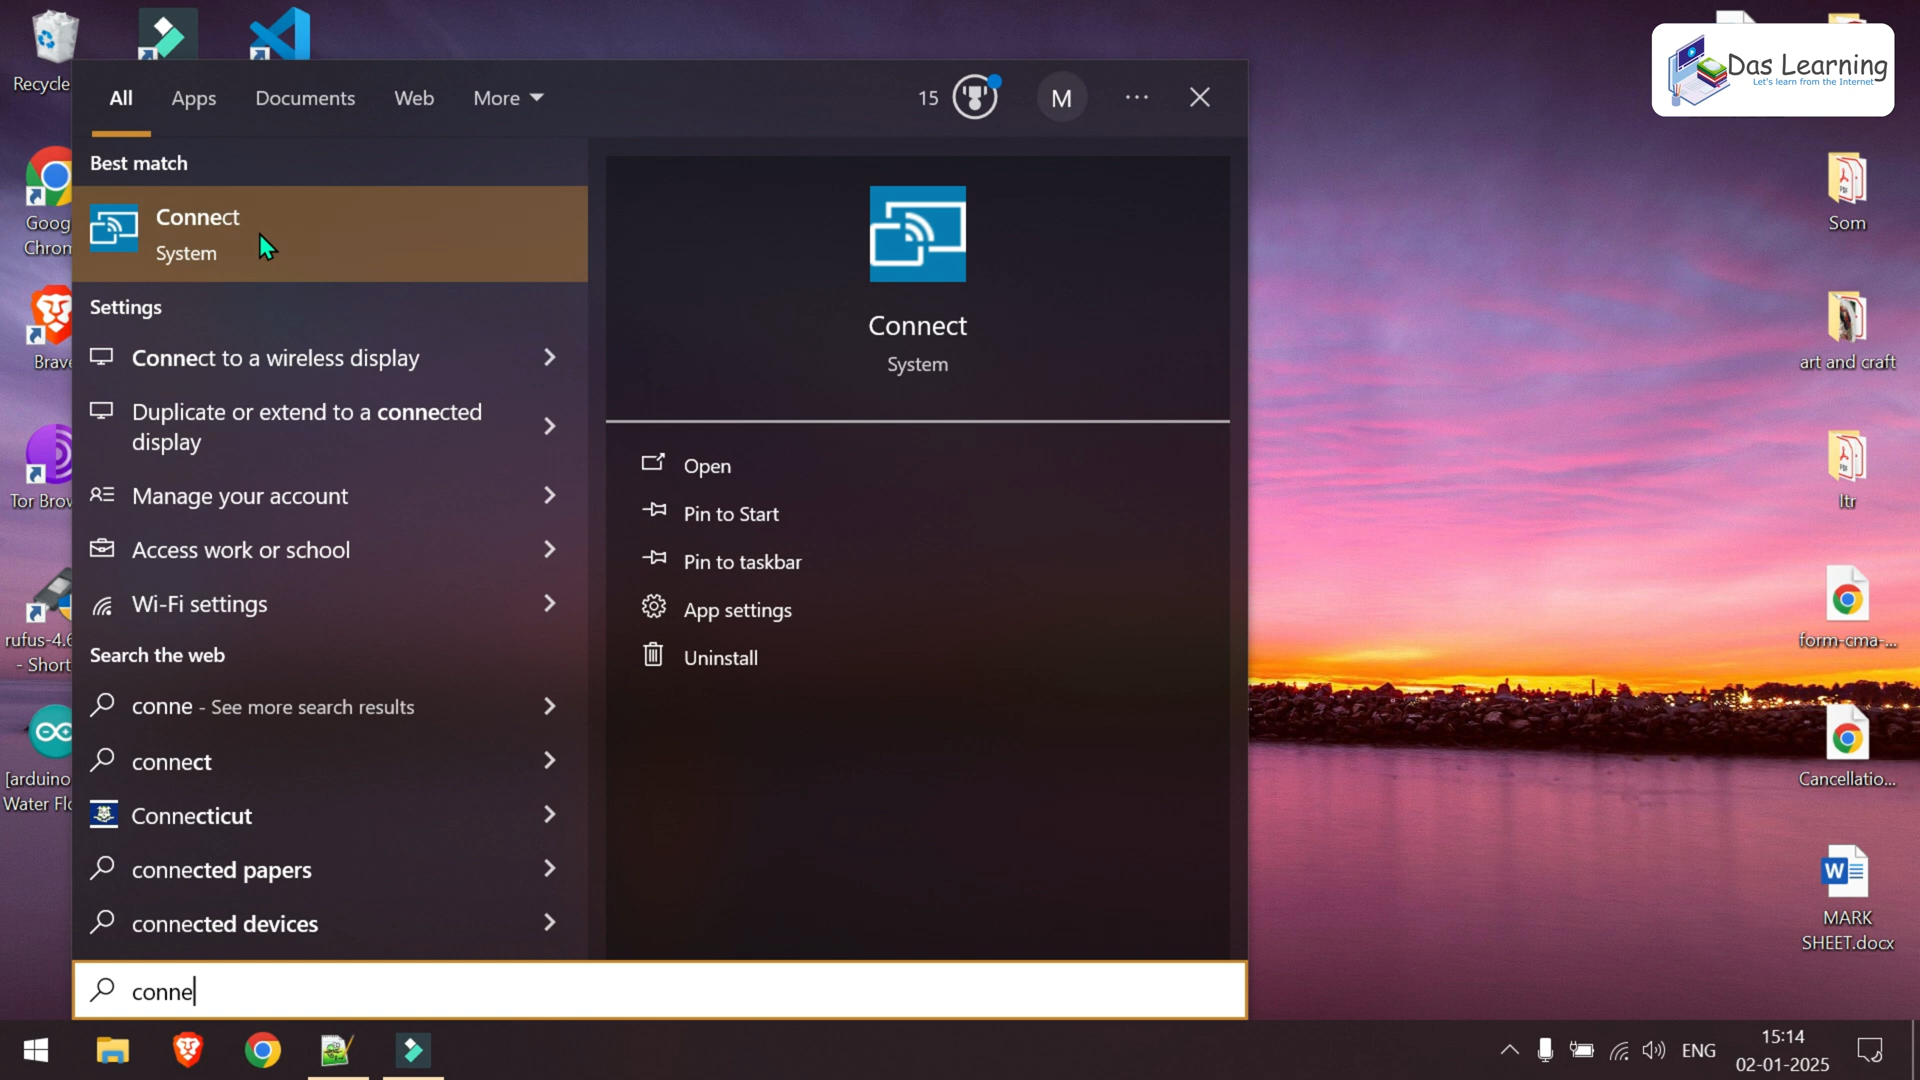 Recycle
Goog
Chrom
Brave
Tor Brow
rufus-4.6
- Short
[arduino
Water Flo
All
Apps
Documents
Web
More
15
M
Best match
Connect
System
Settings
Connect to a wireless display
Duplicate or extend to a connected
display
Manage your account
Access work or school
Wi-Fi settings
Search the web
conne - See more search results
connect
Connecticut
connected papers
connected devices
conne
Connect
System
Open
Pin to Start
Pin to taskbar
App settings
Uninstall
Das Learning
Let's learn from the Internet
Som
art and craft
ltr
form-cma-...
Cancellatio...
MARK
SHEET.docx
ENG
15:14
02-01-2025